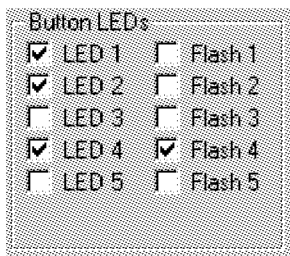 Button LEDs
LED 1 Flash 1
LED 2 Flash 2
LED 3 Flash 3
LED 4 Flash 4
LED 5 Flash 5